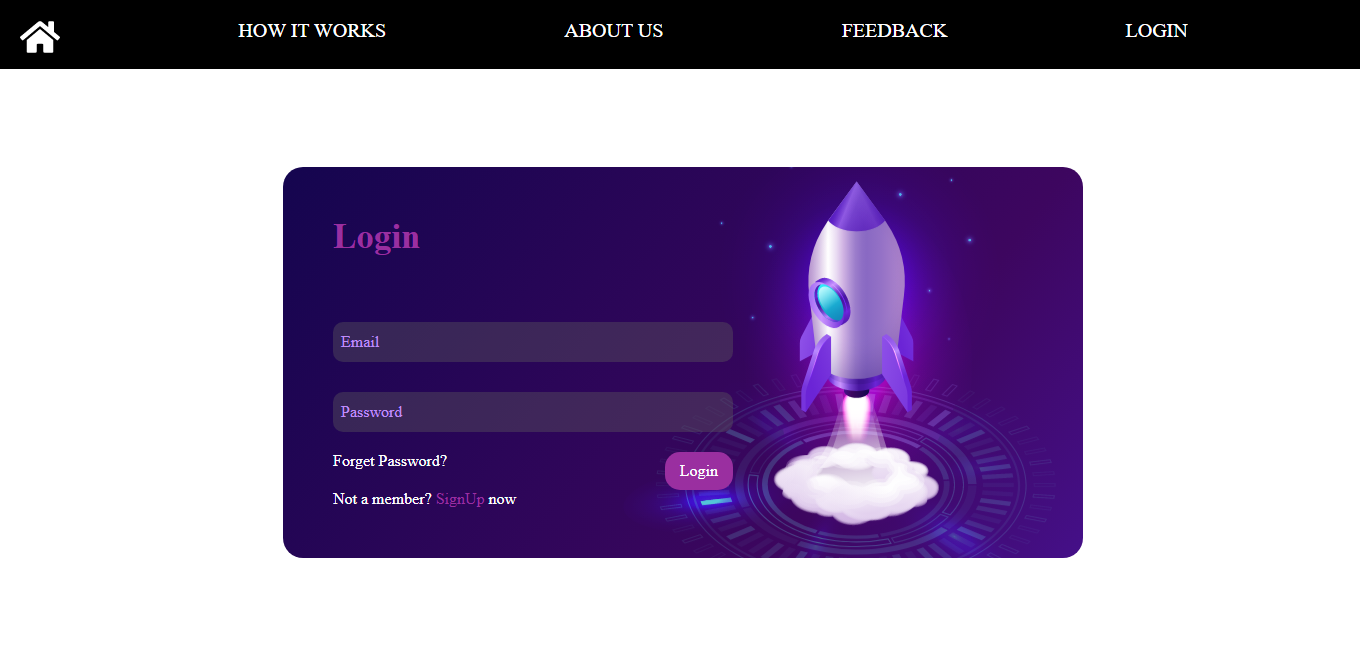 HOW IT WORKS ABOUT US FEEDBACK LOGIN
Login
Email
Password
Forget Password?
Login
Not a member? SignUp now